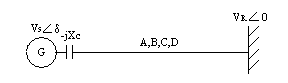 Vs∠δ
-jXc
G
A,B,C,D
VR∠0